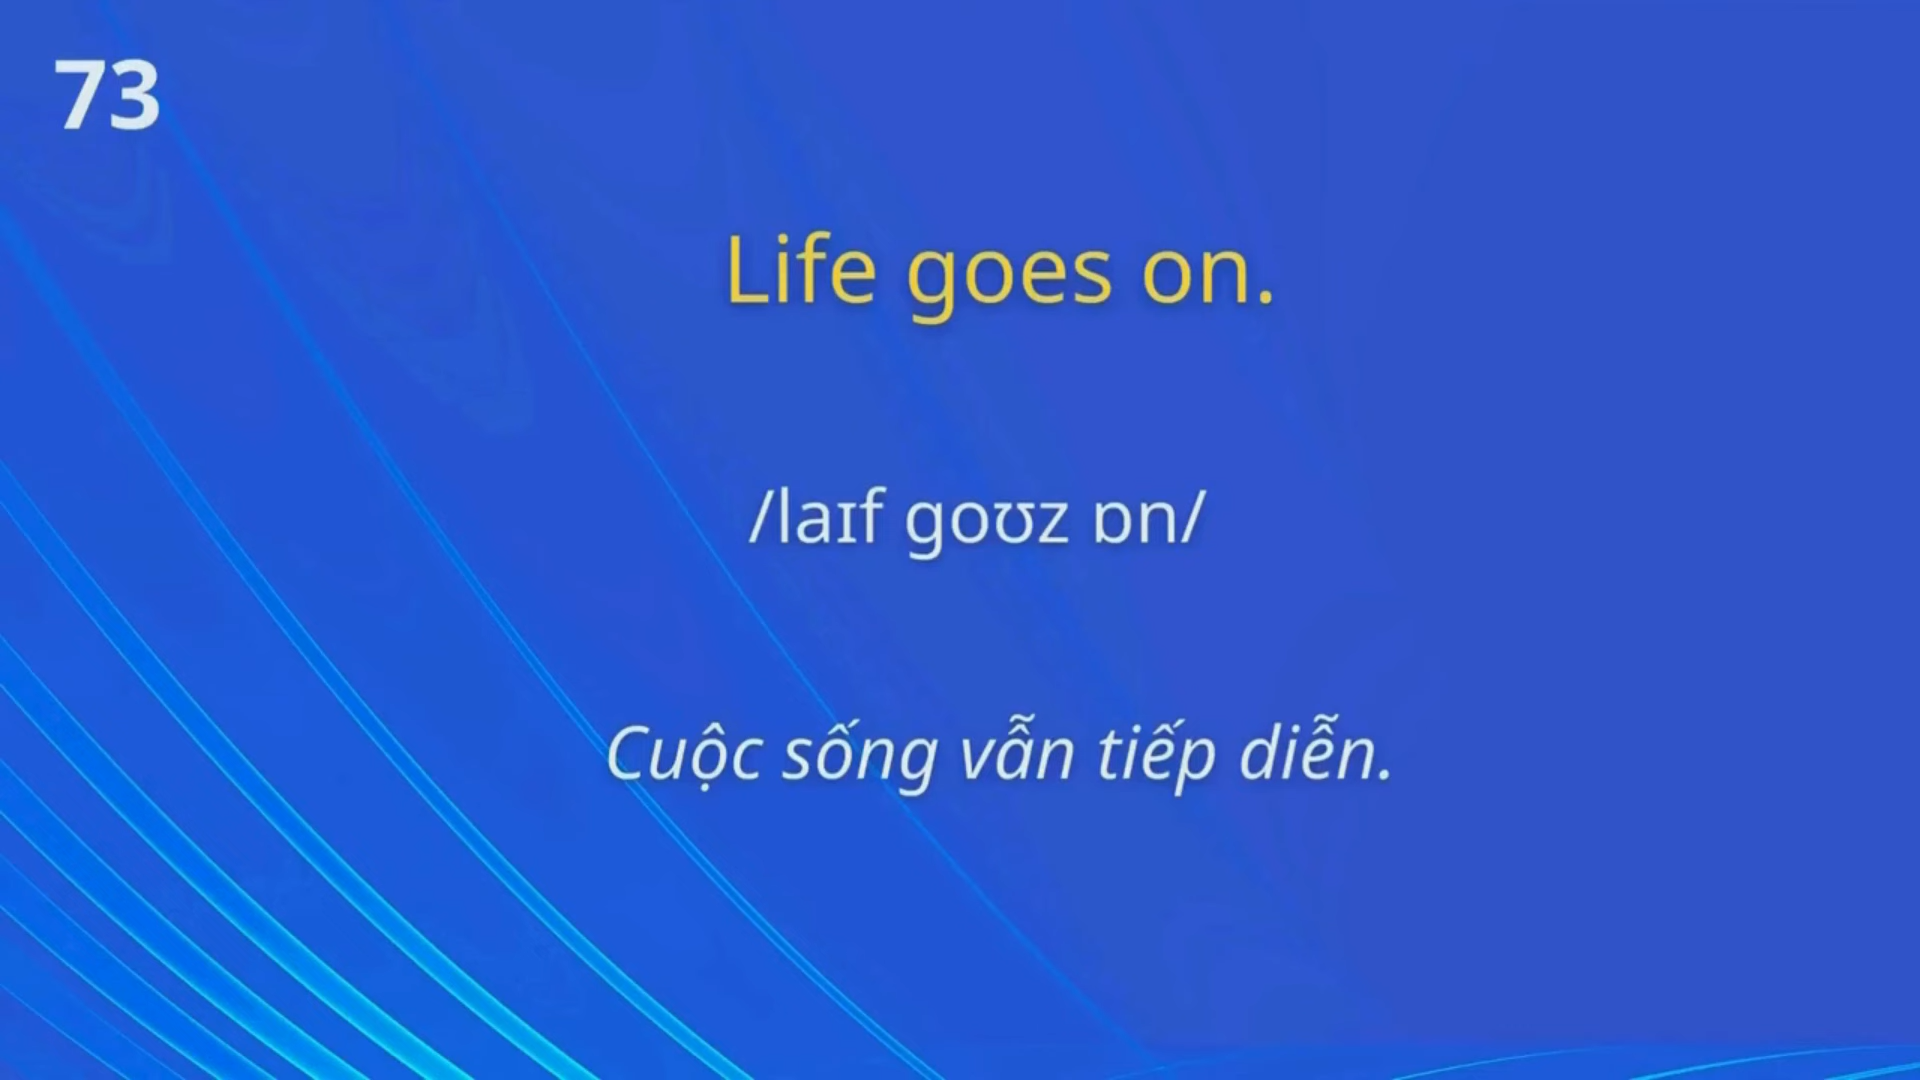 73
Life goes on.
/laɪf goʊz ɒn/
Cuộc sống vẫn tiếp diễn.